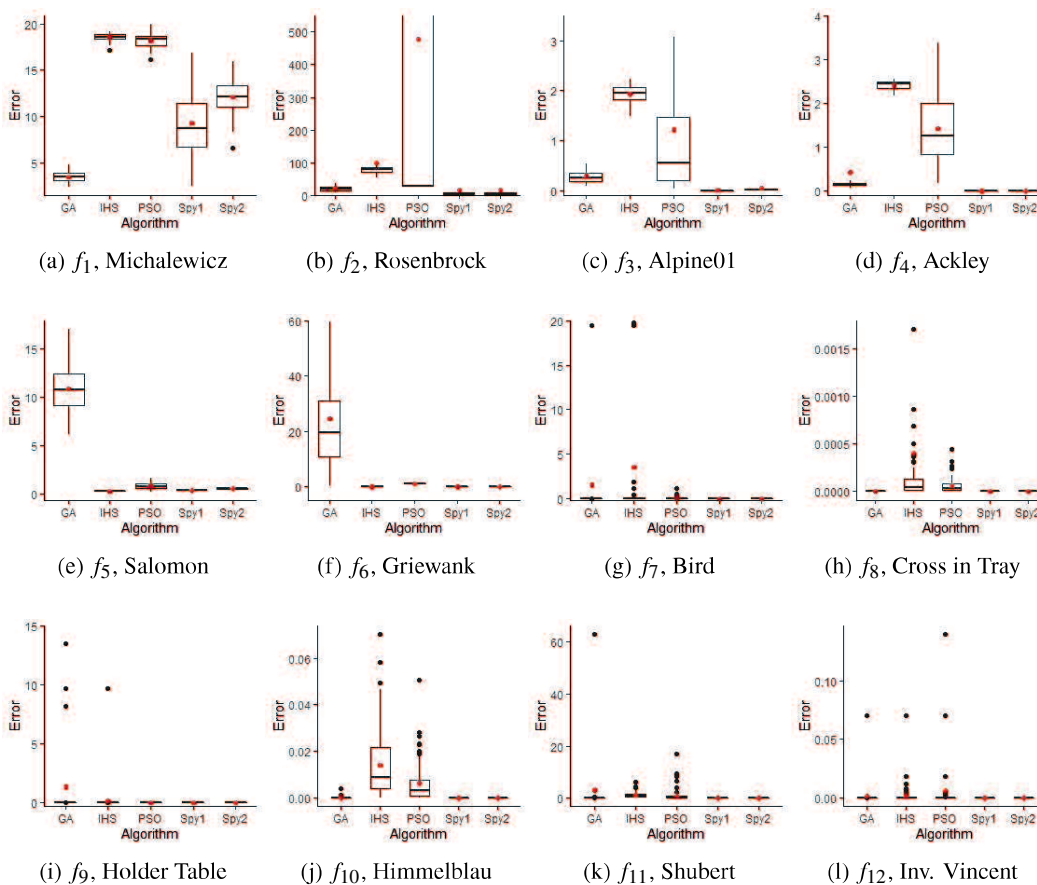 20
15
10
5
Error
GA IHS PSO Spy1 Spy2
Algorithm
(a) f1, Michalewicz
500
400
300
200
100
0
Error
GA IHS PSO Spy1 Spy2
Algorithm
(b) f2, Rosenbrock
3
2
1
0
Error
GA IHS PSO Spy1 Spy2
Algorithm
(c) f3, Alpine01
4
3
2
1
0
Error
GA IHS PSO Spy1 Spy2
Algorithm
(d) f4, Ackley
15
10
5
0
Error
GA IHS PSO Spy1 Spy2
Algorithm
(e) f5, Salomon
60
40
20
0
Error
GA IHS PSO Spy1 Spy2
Algorithm
(f) f6, Griewank
20
15
10
5
0
Error
GA IHS PSO Spy1 Spy2
Algorithm
(g) f7, Bird
0.0015
0.0010
0.0005
0.0000
Error
GA IHS PSO Spy1 Spy2
Algorithm
(h) f8, Cross in Tray
15
10
5
0
Error
GA IHS PSO Spy1 Spy2
Algorithm
(i) f9, Holder Table
0.06
0.04
0.02
0.00
Error
GA IHS PSO Spy1 Spy2
Algorithm
(j) f10, Himmelblau
60
40
20
0
Error
GA IHS PSO Spy1 Spy2
Algorithm
(k) f11, Shubert
0.10
0.05
0.00
Error
GA IHS PSO Spy1 Spy2
Algorithm
(l) f12, Inv. Vincent